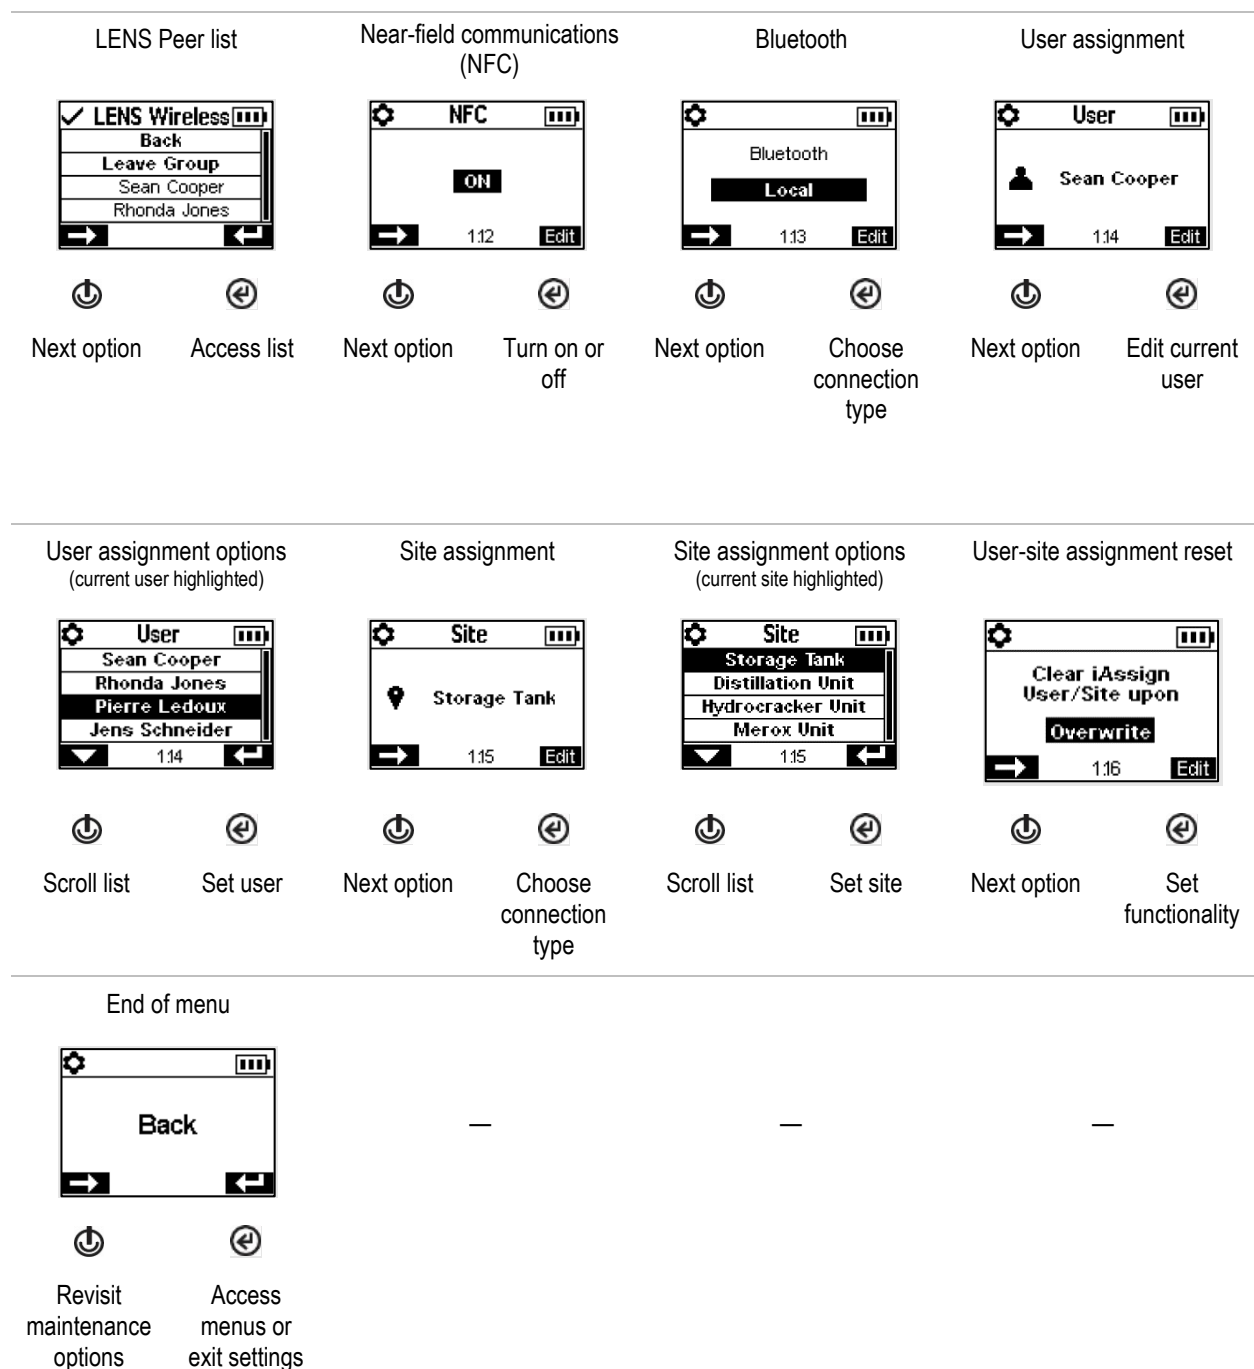 LENS Peer list
Near-field communications
(NFC)
Bluetooth
User assignment
LENS Wireless
Back
Leave Group
Sean Cooper
Rhonda Jones
NFC
ON
1.12
Edit
Bluetooth
Local
1.13
Edit
User
Sean Cooper
1.14
Edit
Next option
Access list
Next option
Turn on or
off
Next option
Choose
connection
type
Next option
Edit current
user
User assignment options
(current user highlighted)
Site assignment
Site assignment options
(current site highlighted)
User-site assignment reset
User
Sean Cooper
Rhonda Jones
Pierre Ledoux
Jens Schneider
1.14
Site
Storage Tank
1.15
Edit
Site
Storage Tank
Distillation Unit
Hydrocracker Unit
Merox Unit
1.15
Clear iAssign
User/Site upon
Overwrite
1.16
Edit
Scroll list
Set user
Next option
Choose
connection
type
Scroll list
Set site
Next option
Set
functionality
End of menu
Back
—
—
—
Revisit
maintenance
options
Access
menus or
exit settings